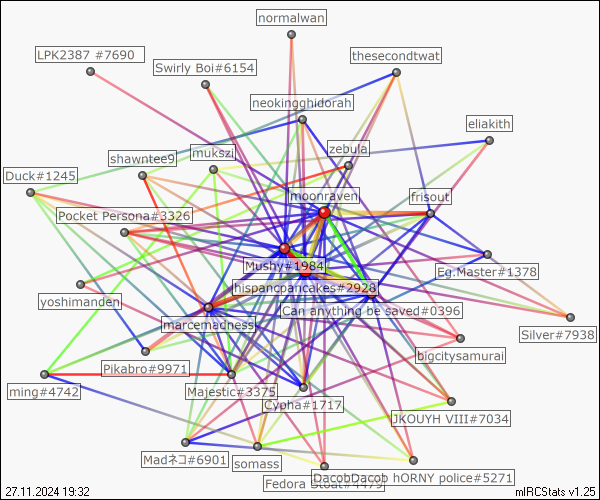 normalwan
LPK2387 #7690
thesecondtwat
Swirly Boi#6154
neokingghidorah
eliakith
zebula
mukszi
shawntee9
Duck#1245
moonraven
frisout
Pocket Persona#3326
Mushy#1984
Eg.Master#1378
hispancpancakes#2928
yoshimanden
Can anything be saved#0396
marcemadness
Silver#7938
bigcitysamurai
Pikabro#9971
ming#4742
Majestic#3375
Cypha#1717
JKOUYH VIII#7034
Madネコ#6901
somass
DacobDacob hORNY police#5271
Fedora Stoat#4479
27.11.2024 19:32
mIRCStats v1.25